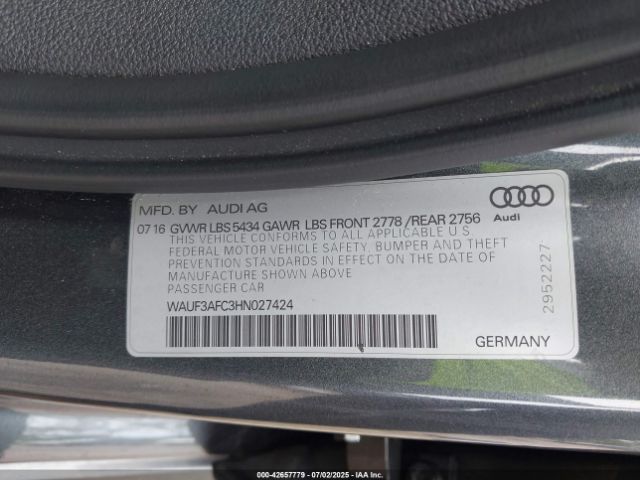 MFD. BY AUDI AG
07 16 GVWR LBS 5434 GAWR LBS FRONT 2778 /REAR 2756
THIS VEHICLE CONFORMS TO ALL APPLICABLE U S
FEDERAL MOTOR VEHICLE SAFETY, BUMPER AND THEFT
PREVENTION STANDARDS IN EFFECT ON THE DATE OF
MANUFACTURE SHOWN ABOVE
PASSENGER CAR
WAUF3AFC3HN027424
Audi
2952227
GERMANY
000-42657779 07/02/2025 IAAI.COM